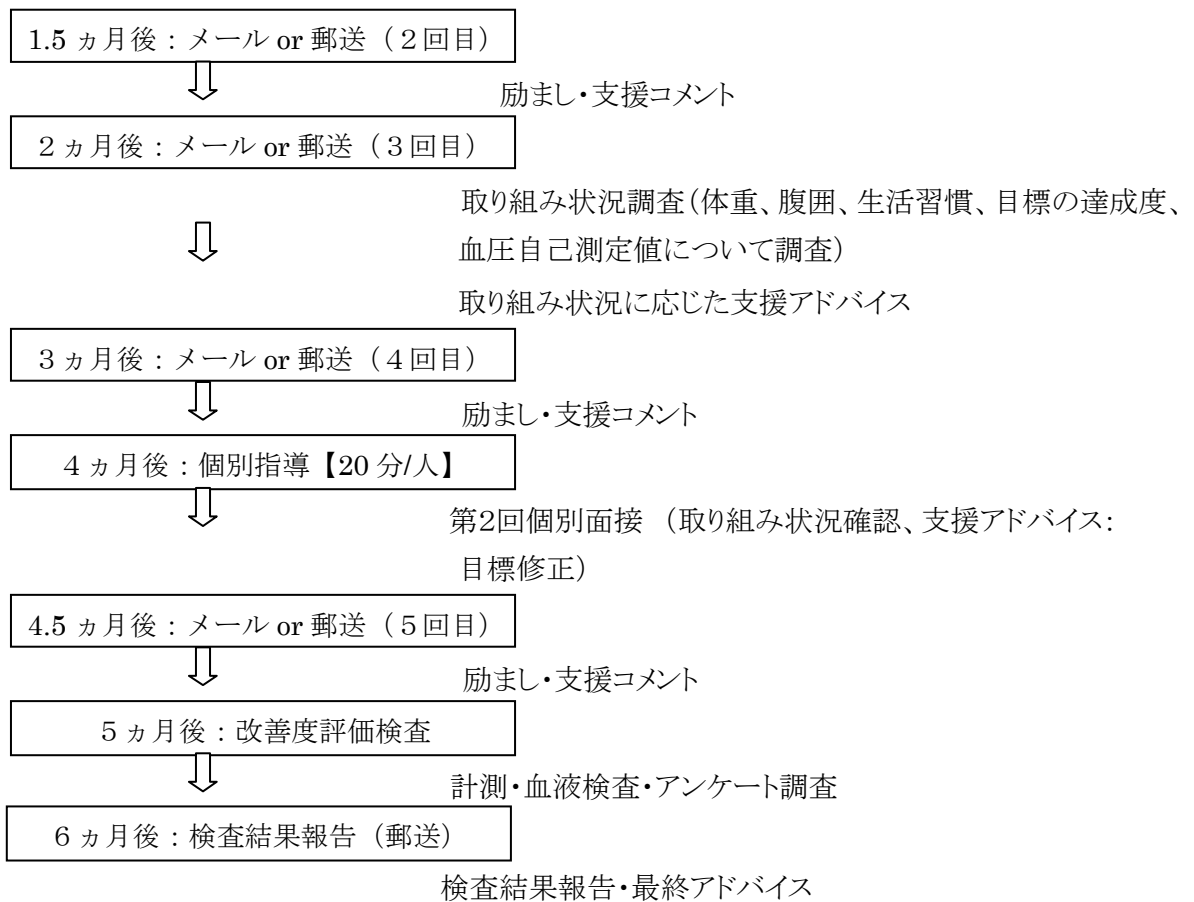 1.5 ヵ月後：メール or 郵送（２回目）
励まし・支援コメント
２ヵ月後：メール or 郵送（３回目）
取り組み状況調査（体重、腹囲、生活習慣、目標の達成度、
血圧自己測定値について調査）
取り組み状況に応じた支援アドバイス
３ヵ月後：メール or 郵送（４回目）
励まし・支援コメント
４ヵ月後：個別指導【20 分/人】
第２回個別面接　（取り組み状況確認、支援アドバイス：
目標修正）
4.5 ヵ月後：メール or 郵送（５回目）
励まし・支援コメント
５ヵ月後：改善度評価検査
計測・血液検査・アンケート調査
６ヵ月後：検査結果報告（郵送）
検査結果報告・最終アドバイス